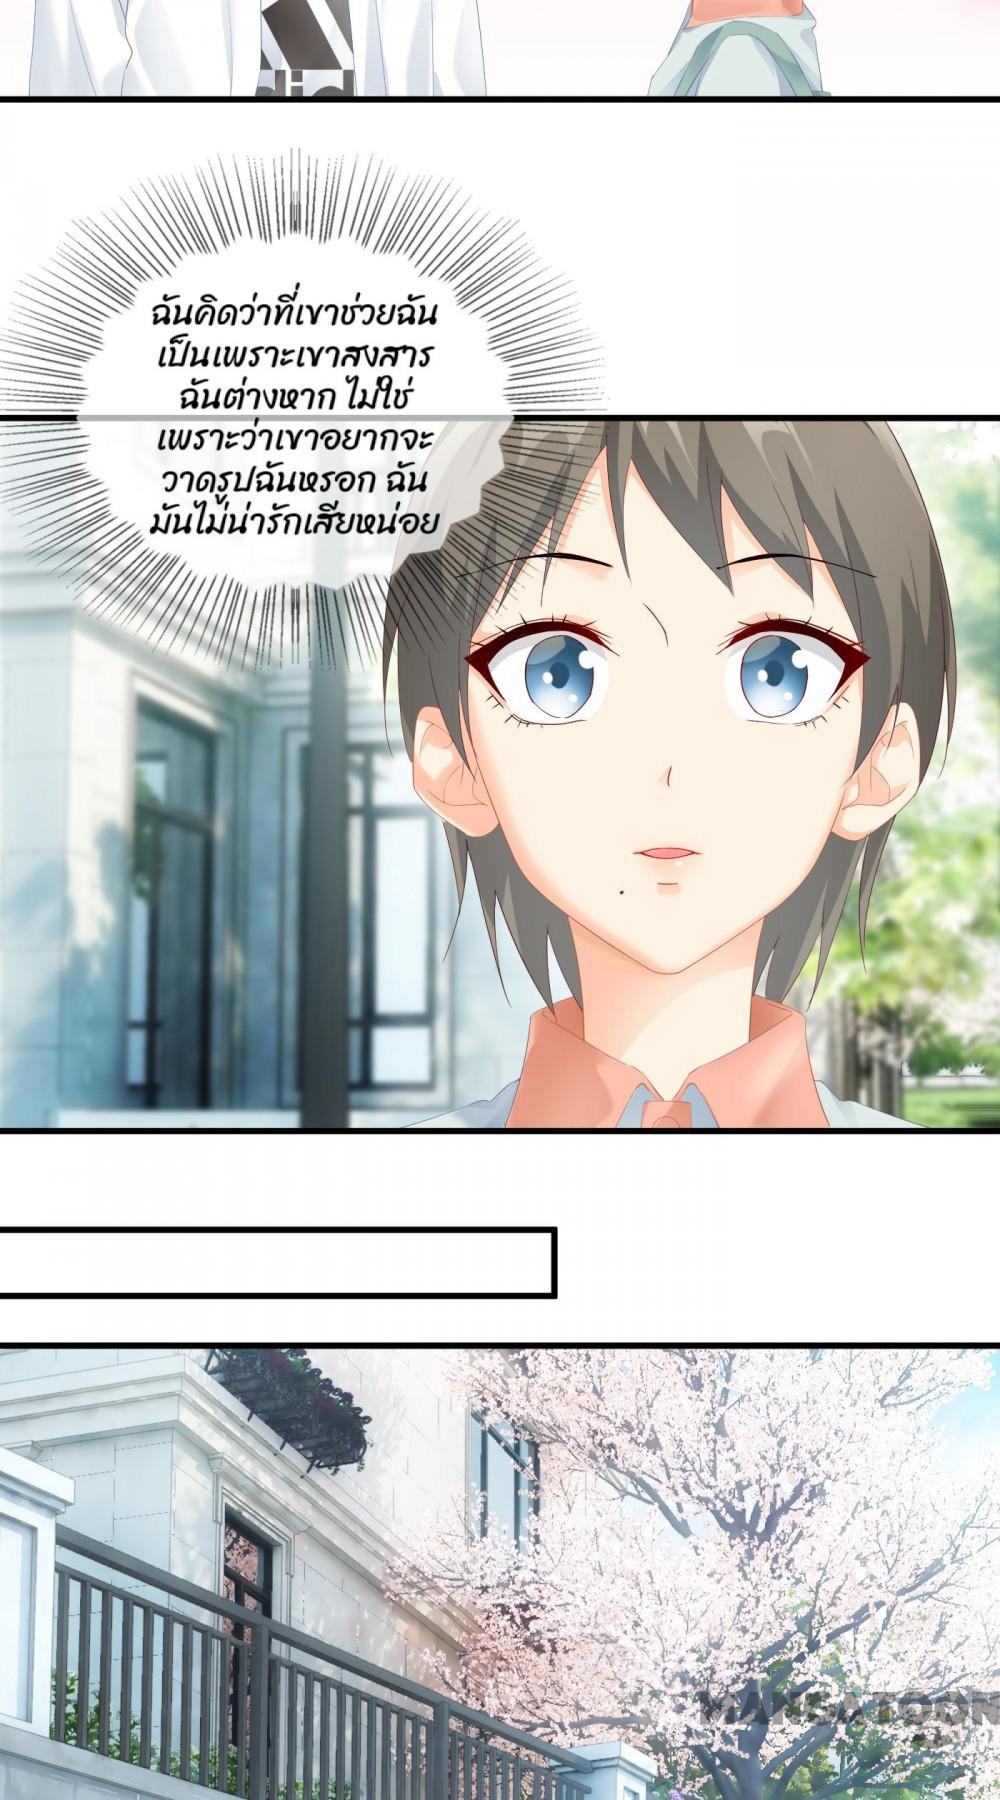 ฉันคิดว่าที่เขาช่วยฉัน
เป็นเพราะเขาสงสาร
ฉันต่างหาก ไม่ใช่
เพราะว่าเขาอยากจะ
วาดรูปฉันหรอก ฉัน
มันไม่น่ารักเสียหน่อย
MANGATOON